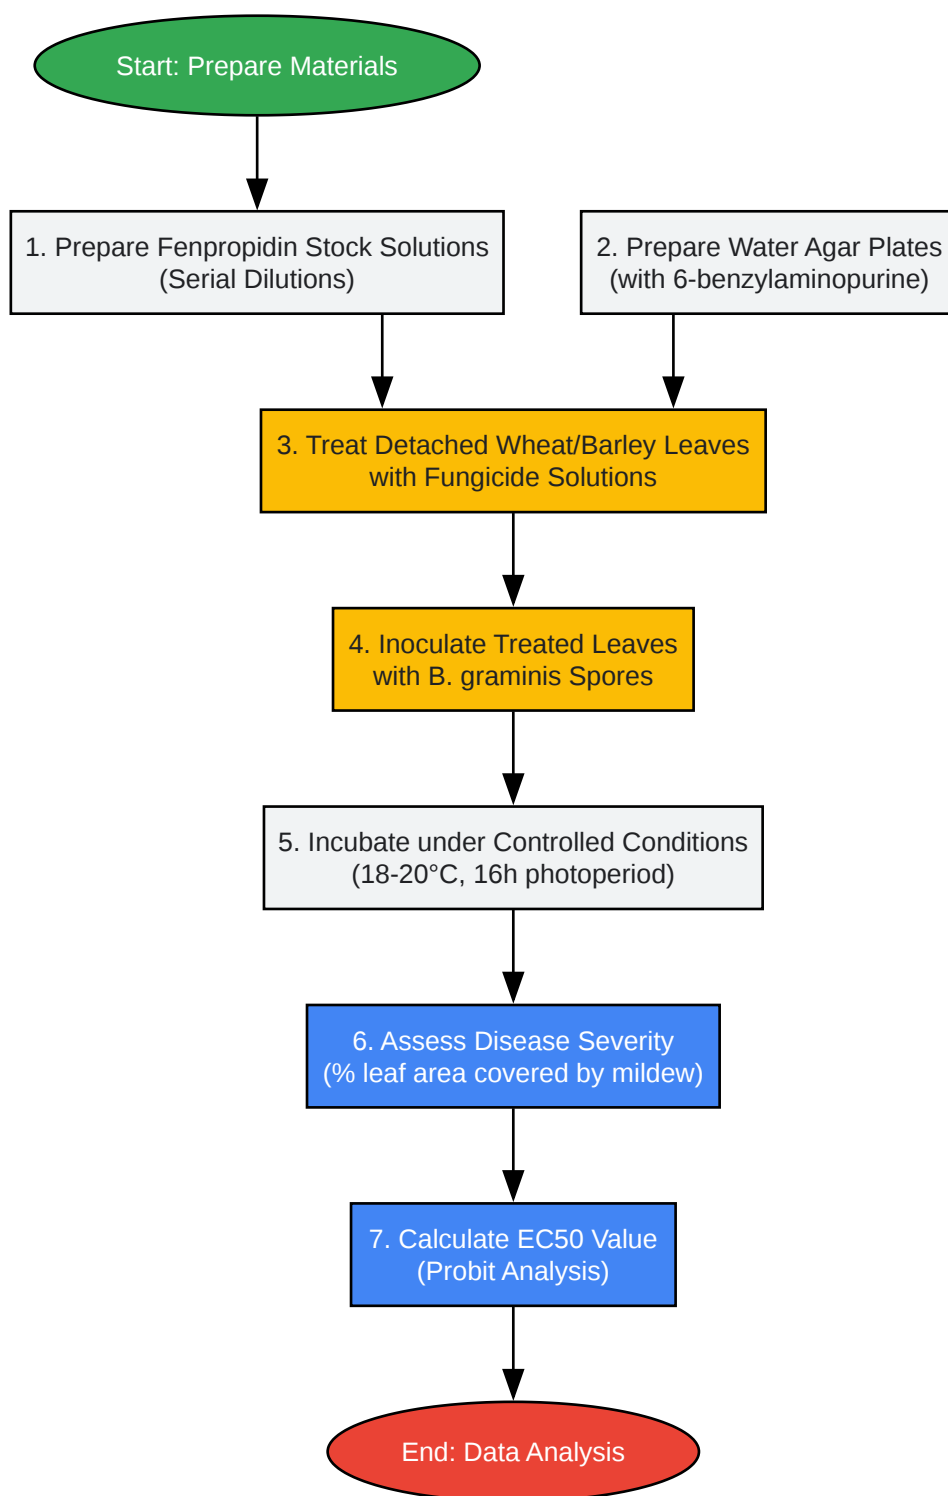 Start: Prepare Materials
1. Prepare Fenpropidin Stock Solutions
(Serial Dilutions)
2. Prepare Water Agar Plates
(with 6-benzylaminopurine)
3. Treat Detached Wheat/Barley Leaves
with Fungicide Solutions
4. Inoculate Treated Leaves
with B. graminis Spores
5. Incubate under Controlled Conditions
(18-20°C, 16h photoperiod)
6. Assess Disease Severity
(% leaf area covered by mildew)
7. Calculate EC50 Value
(Probit Analysis)
End: Data Analysis